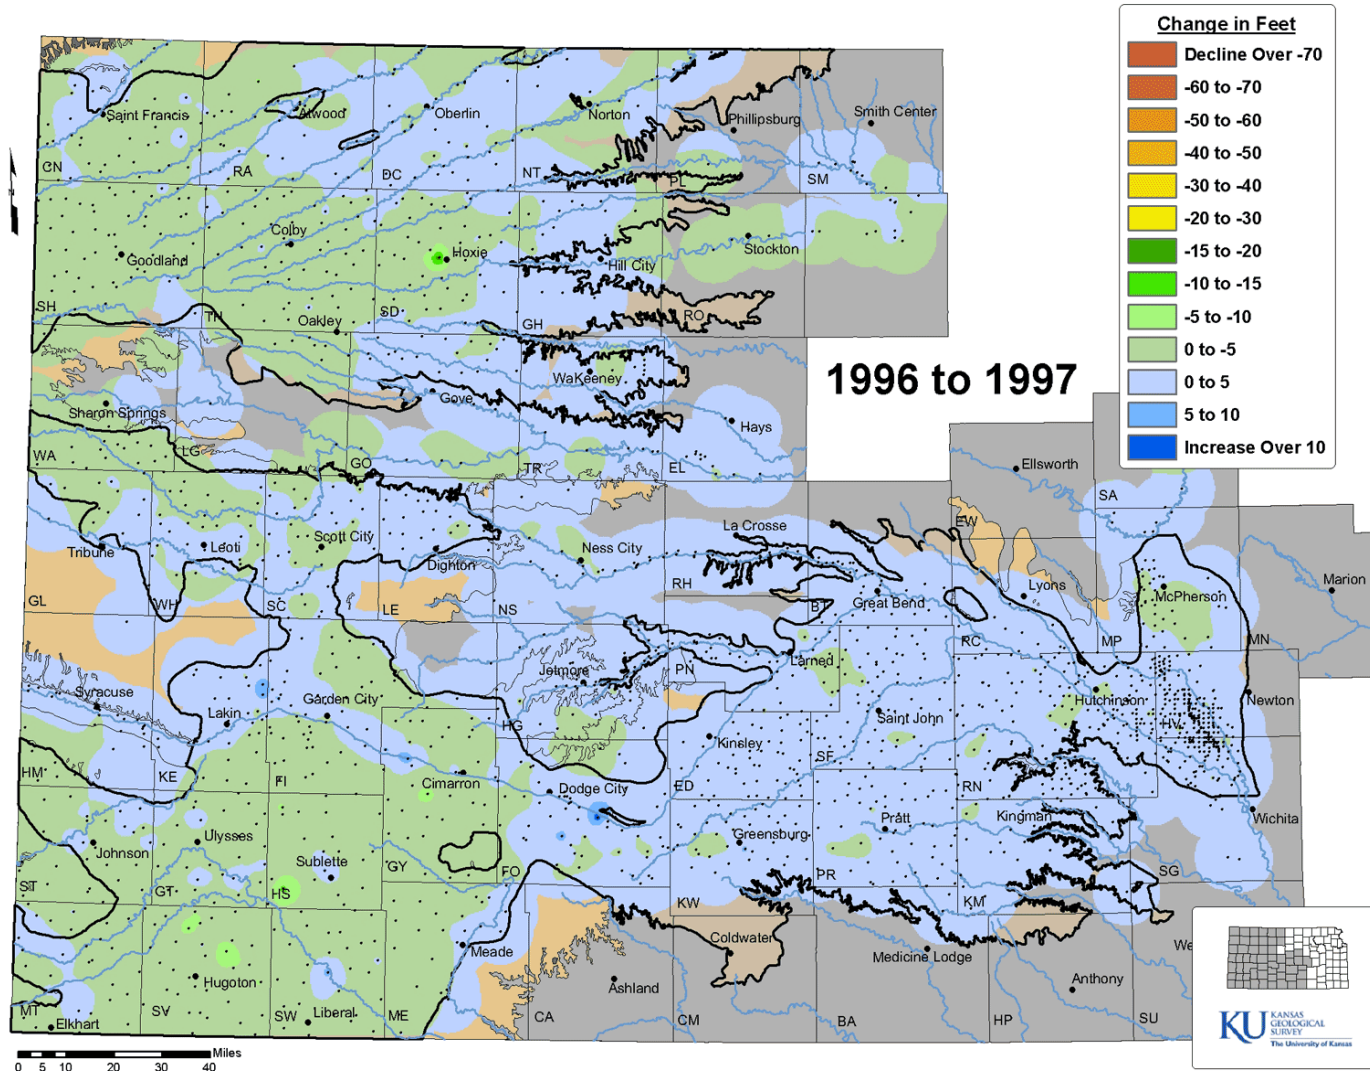 Change in Feet
Decline Over -70
-60 to -70
-50 to -60
-40 to -50
-30 to -40
-20 to -30
-15 to -20
-10 to -15
-5 to -10
0 to -5
0 to 5
5 to 10
Increase Over 10
1996 to 1997
Saint Francis
Atwood
Oberlin
Norton
Phillipsburg
Smith Center
CN
RA
DC
NT
PL
SM
Goodland
Colby
Hoxie
Hill City
Stockton
SH
TH
Oakley
SD
GH
RO
Sharon Springs
Gove
WaKeeney
Hays
WA
LG
GO
TR
EL
Ellsworth
SA
Tribune
Leoti
Scott City
Dighton
Ness City
La Crosse
EW
Lyons
McPherson
Marion
GL
WH
SC
LE
NS
RH
BT
Great Bend
RC
MP
MN
Syracuse
Lakin
Garden City
Jetmore
PN
Larned
Hutchinson
Newton
HV
Saint John
HG
Kinsley
SF
HM
KE
FI
Cimarron
Dodge City
ED
RN
Kingman
Wichita
Johnson
Ulysses
Sublette
Greensburg
Pratt
ST
GT
HS
GY
FO
KW
PR
KM
SG
Meade
Coldwater
Medicine Lodge
We
Hugoton
Ashland
Anthony
MT
Elkhart
SV
SW
Liberal
ME
CA
CM
BA
HP
SU
Miles
0 5 10 20 30 40
KU KANSAS
GEOLOGICAL
SURVEY
The University of Kansas